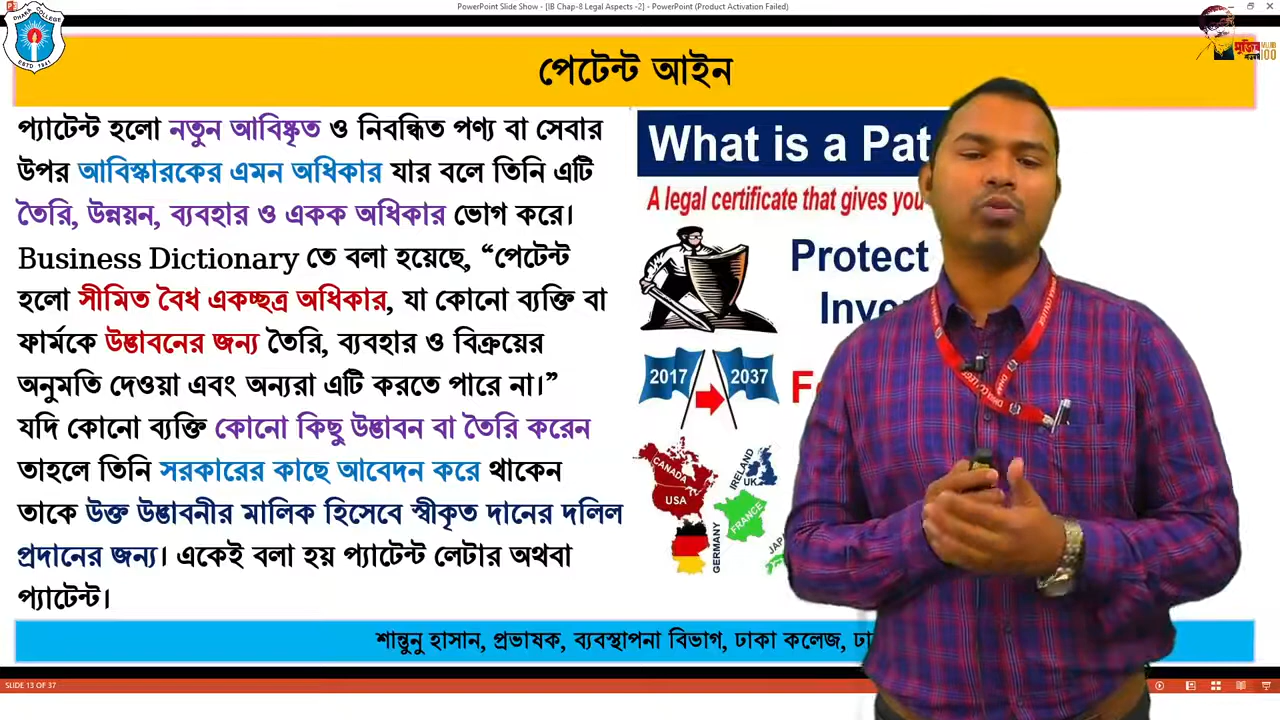 PowerPoint Slide Show - [IB Chap-8 Legal Aspects -2] - PowerPoint (Product Activation Failed)
DHAKA COLLEGE
ESTD 1841
পেটেন্ট আইন
প্যাটেন্ট হলো নতুন আবিষ্কৃত ও নিবন্ধিত পণ্য বা সেবার
উপর আবিস্কারকের এমন অধিকার যার বলে তিনি এটি
তৈরি, উন্নয়ন, ব্যবহার ও একক অধিকার ভোগ করে।
Business Dictionary তে বলা হয়েছে, “পেটেন্ট
হলো সীমিত বৈধ একচ্ছত্র অধিকার, যা কোনো ব্যক্তি বা
ফার্মকে উদ্ভাবনের জন্য তৈরি, ব্যবহার ও বিক্রয়ের
অনুমতি দেওয়া এবং অন্যরা এটি করতে পারে না।”
যদি কোনো ব্যক্তি কোনো কিছু উদ্ভাবন বা তৈরি করেন
তাহলে তিনি সরকারের কাছে আবেদন করে থাকেন
তাকে উক্ত উদ্ভাবনীর মালিক হিসেবে স্বীকৃত দানের দলিল
প্রদানের জন্য। একেই বলা হয় প্যাটেন্ট লেটার অথবা
প্যাটেন্ট।
What is a Pat
A legal certificate that gives you
Protect
Inve
2017 2037
CANADA
USA
IRELAND
UK
FRANCE
GERMANY
JAP
শান্তুনু হাসান, প্রভাষক, ব্যবস্থাপনা বিভাগ, ঢাকা কলেজ, ঢা
SLIDE 13 OF 37